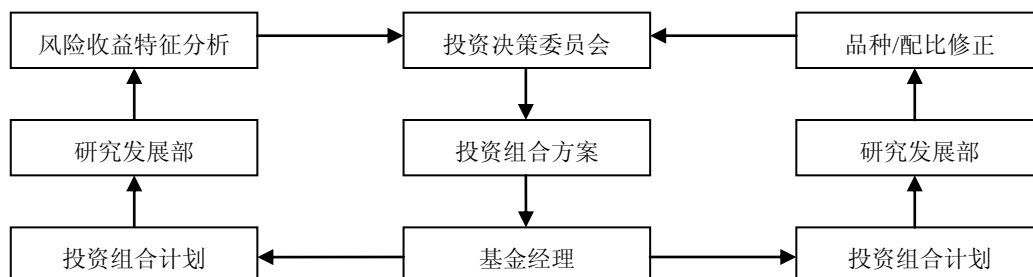 风险收益特征分析
投资决策委员会
品种/配比修正
研究发展部
投资组合方案
研究发展部
投资组合计划
基金经理
投资组合计划